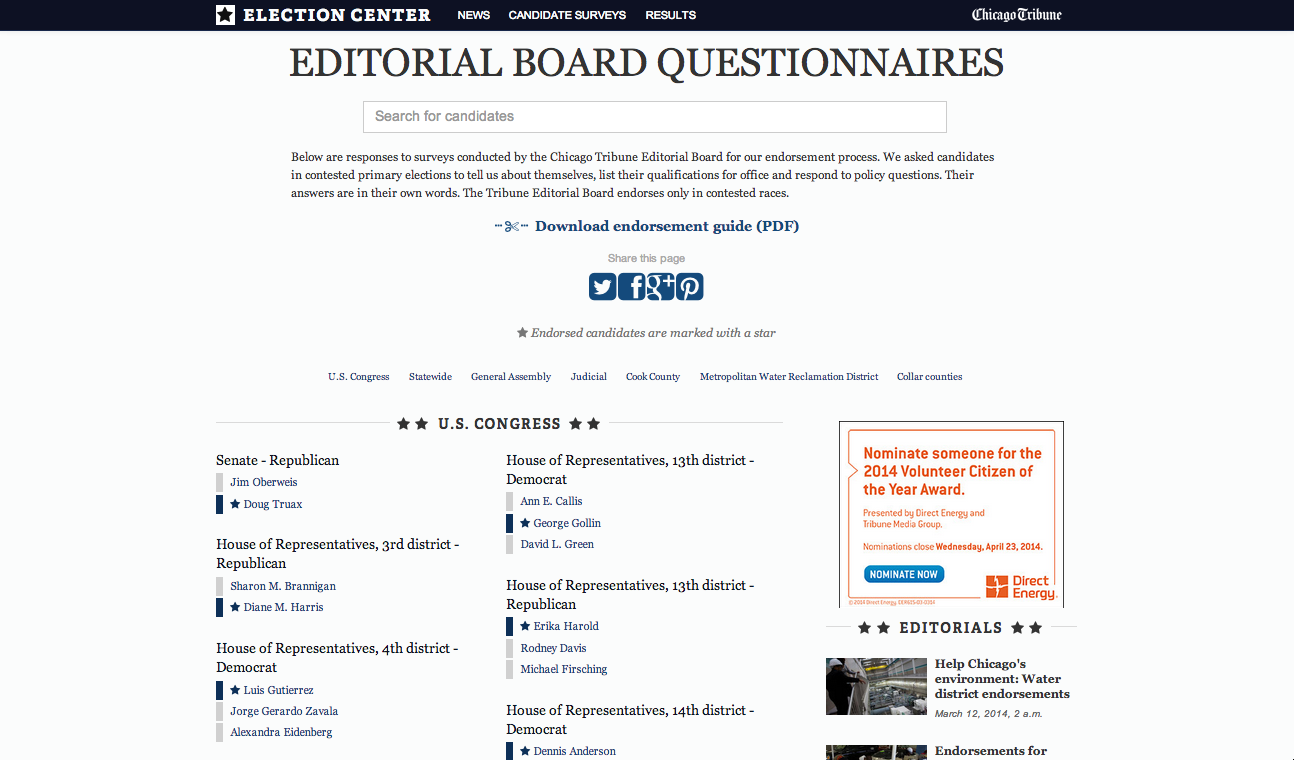 ELECTION CENTER NEWS CANDIDATE SURVEYS RESULTS Chicago Tribune
EDITORIAL BOARD QUESTIONNAIRES
Search for candidates
Below are responses to surveys conducted by the Chicago Tribune Editorial Board for our endorsement process. We asked candidates
in contested primary elections to tell us about themselves, list their qualifications for office and respond to policy questions. Their
answers are in their own words. The Tribune Editorial Board endorses only in contested races.
Download endorsement guide (PDF)
Share this page
Endorsed candidates are marked with a star
U.S. Congress Statewide General Assembly Judicial Cook County Metropolitan Water Reclamation District Collar counties
U.S. CONGRESS
Senate - Republican
Jim Oberweis
Doug Truax
House of Representatives, 3rd district -
Republican
Sharon M. Brannigan
Diane M. Harris
House of Representatives, 4th district -
Democrat
Luis Gutierrez
Jorge Gerardo Zavala
Alexandra Eidenberg
House of Representatives, 13th district -
Democrat
Ann E. Callis
George Gollin
David L. Green
House of Representatives, 13th district -
Republican
Erika Harold
Rodney Davis
Michael Firsching
House of Representatives, 14th district -
Democrat
Dennis Anderson
Nominate someone for the
2014 Volunteer Citizen of
the Year Award.
Presented by Direct Energy and
Tribune Media Group.
Nominations close Wednesday, April 23, 2014.
NOMINATE NOW
Direct
Energy.
EDITORIALS
Help Chicago's
environment: Water
district endorsements
March 12, 2014, 2 a.m.
Endorsements for